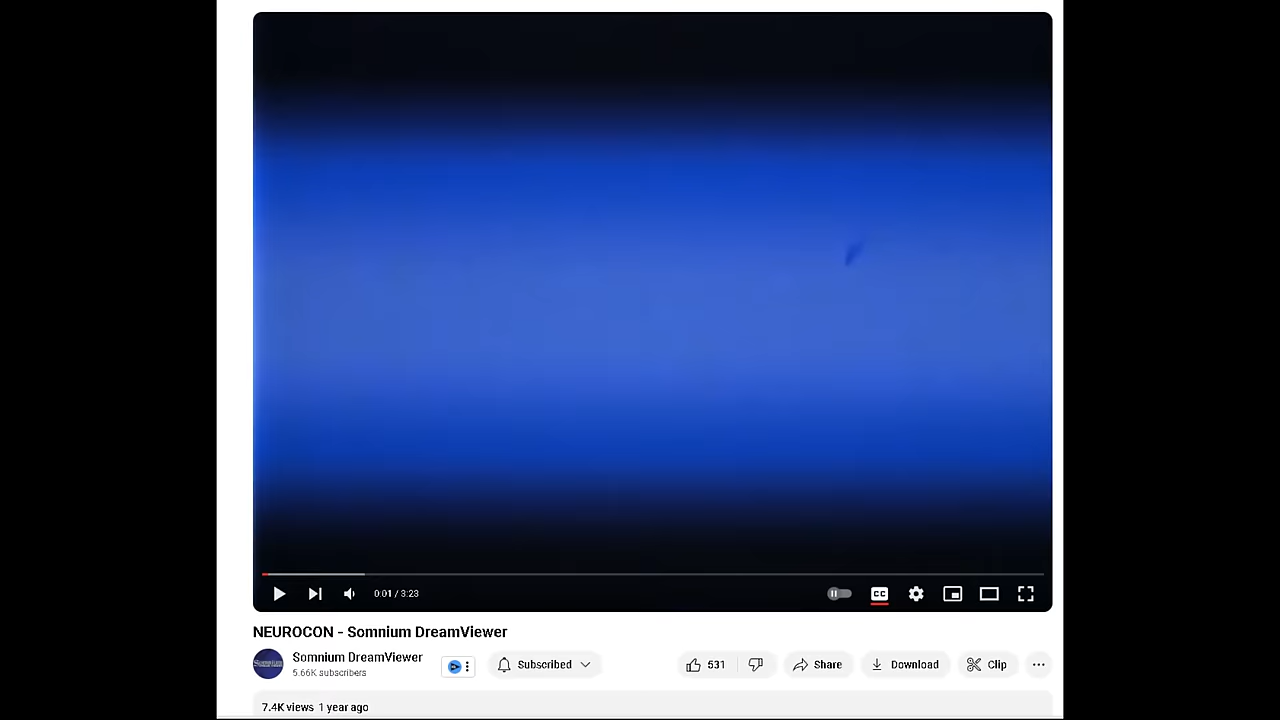 CC
0:01 / 3:23
NEUROCON - Somnium DreamViewer
Somnium DreamViewer
5.66K subscribers
Subscribed
531
Share
Download
Clip
7.4K views 1 year ago